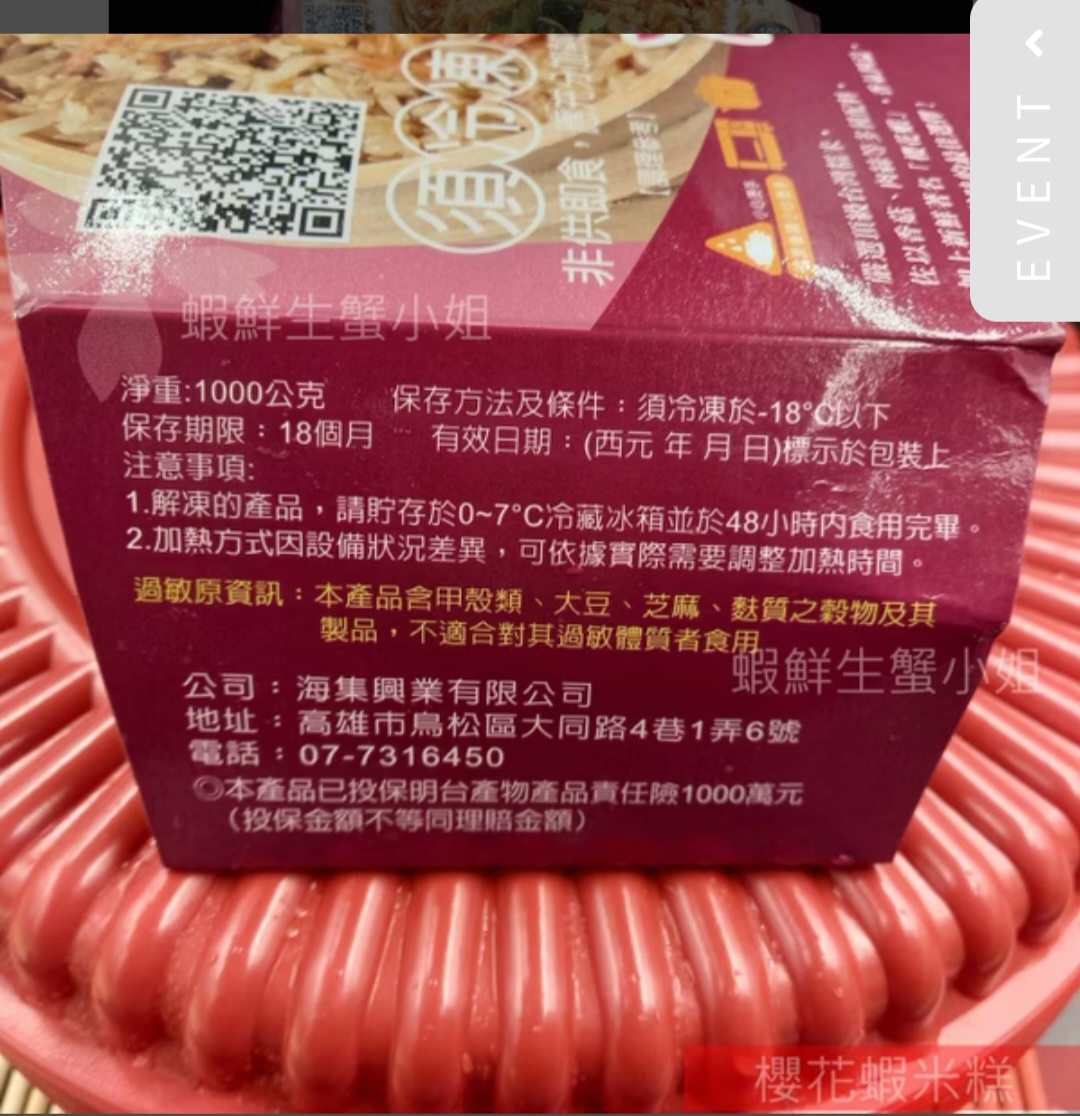 EVENT
須冷凍
非供即食，應充分加熱
蝦鮮生蟹小姐
淨重:1000公克 保存方法及條件：須冷凍於-18°C以下
保存期限：18個月 有效日期：(西元 年 月 日)標示於包裝上
注意事項:
1.解凍的產品，請貯存於0~7°C冷藏冰箱並於48小時內食用完畢。
2.加熱方式因設備狀況差異，可依據實際需要調整加熱時間。
過敏原資訊：本產品含甲殼類、大豆、芝麻、麩質之穀物及其
製品，不適合對其過敏體質者食用
蝦鮮生蟹小姐
公司：海集興業有限公司
地址：高雄市鳥松區大同路4巷1弄6號
電話：07-7316450
◎本產品已投保明台產物產品責任險1000萬元
（投保金額不等同理賠金額）
櫻花蝦米糕